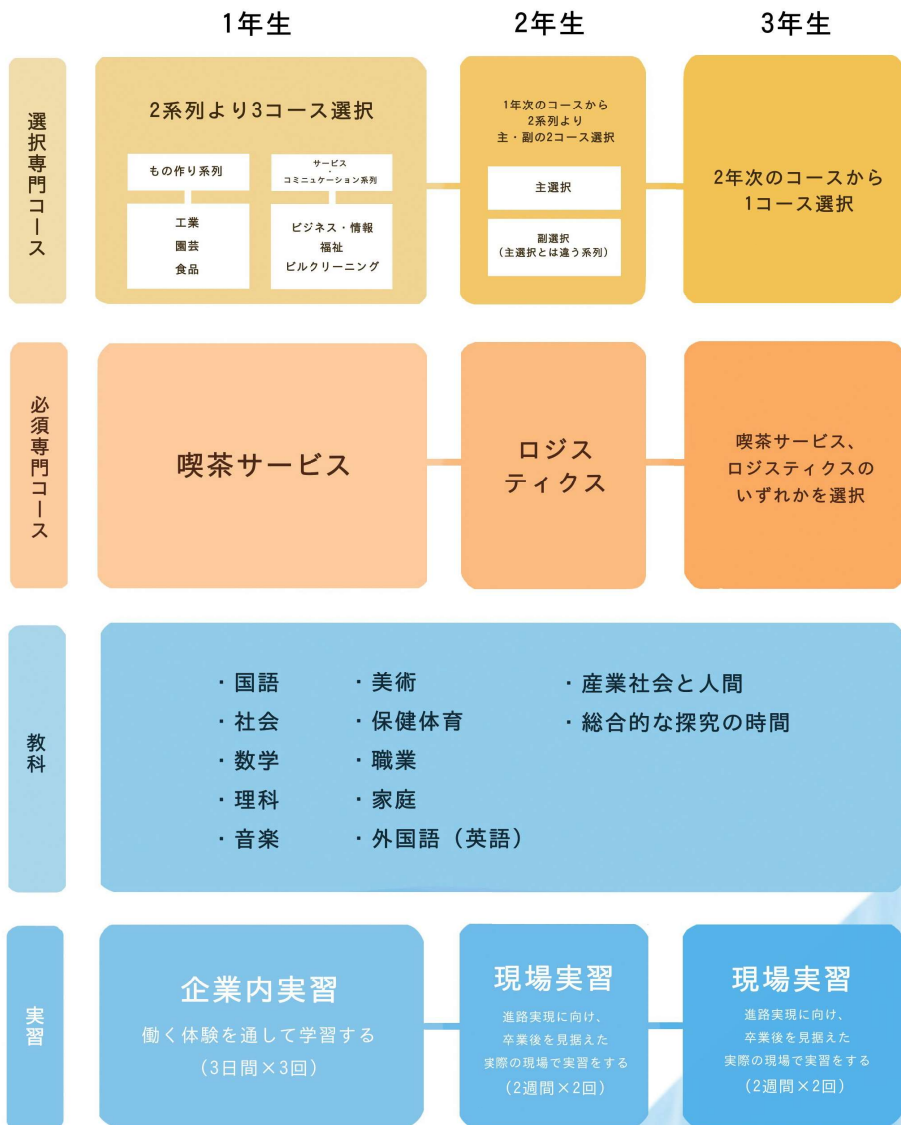 1年生
2年生
3年生
選択専門コース
2系列より3コース選択
もの作り系列
工業
園芸
食品
サービス
・
コミニュケーション系列
ビジネス・情報
福祉
ビルクリーニング
1年次のコースから
2系列より
主・副の2コース選択
主選択
副選択
(主選択とは違う系列)
2年次のコースから
1コース選択
必須専門コース
喫茶サービス
ロジス
ティクス
喫茶サービス、
ロジスティクスの
いずれかを選択
教科
・国語
・社会
・数学
・理科
・音楽
・美術
・保健体育
・職業
・家庭
・外国語（英語）
・産業社会と人間
・総合的な探究の時間
実習
企業内実習
働く体験を通して学習する
(3日間×3回)
現場実習
進路実現に向け、
卒業後を見据えた
実際の現場で実習をする
(2週間×2回)
現場実習
進路実現に向け、
卒業後を見据えた
実際の現場で実習をする
(2週間×2回)